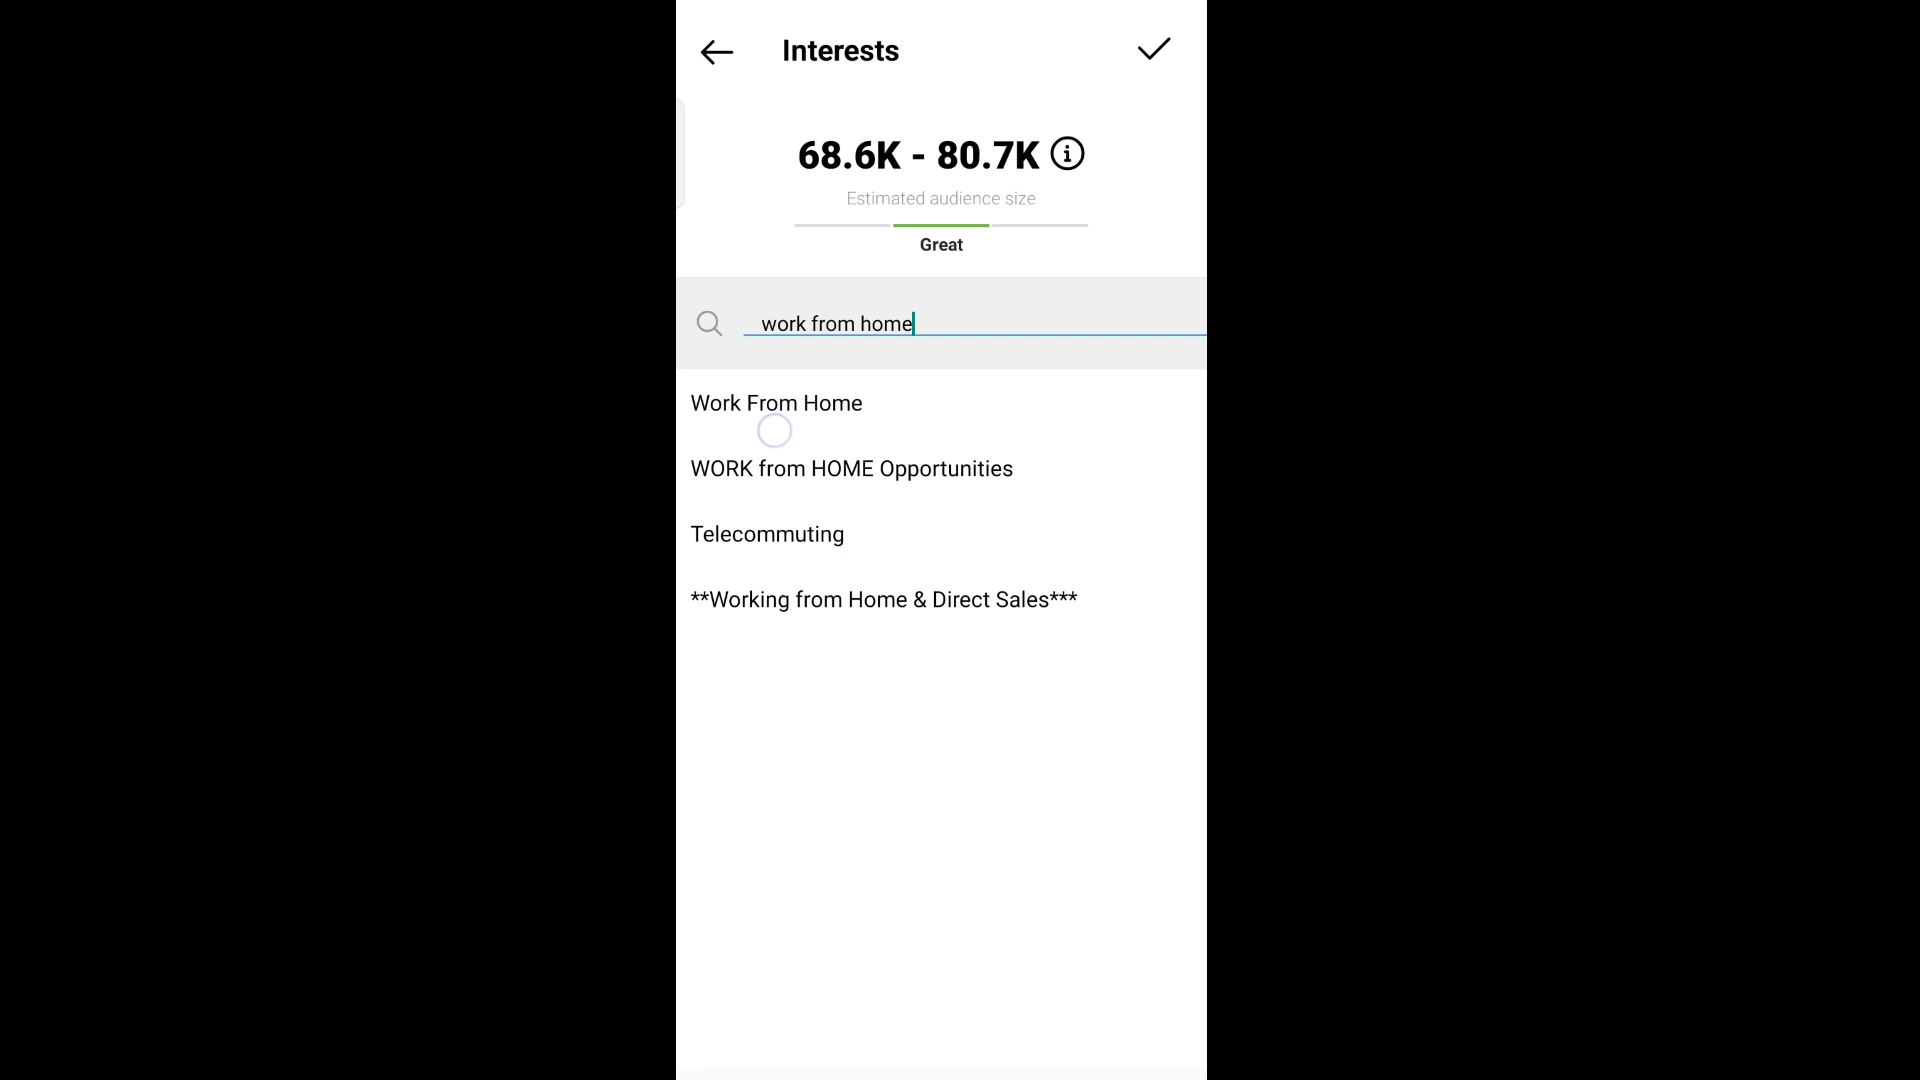 Interests
68.6K - 80.7K
Estimated audience size
Great
work from home
Work From Home
WORK from HOME Opportunities
Telecommuting
**Working from Home & Direct Sales***